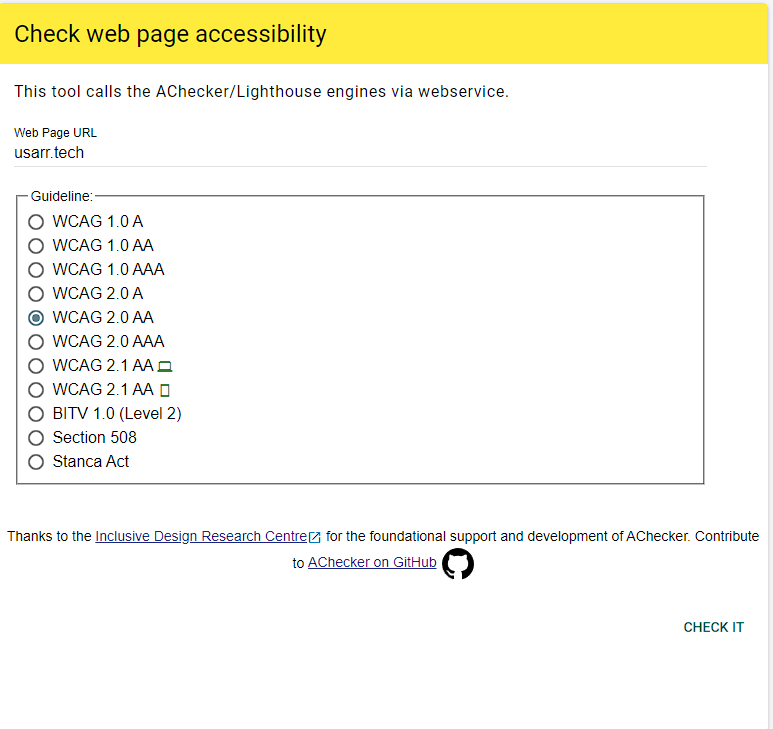 Check web page accessibility
This tool calls the AChecker/Lighthouse engines via webservice.
Web Page URL
usarr.tech
Guideline:
WCAG 1.0 A
WCAG 1.0 AA
WCAG 1.0 AAA
WCAG 2.0 A
WCAG 2.0 AA
WCAG 2.0 AAA
WCAG 2.1 AA
WCAG 2.1 AA
BITV 1.0 (Level 2)
Section 508
Stanca Act
Thanks to the Inclusive Design Research Centre for the foundational support and development of AChecker. Contribute
to AChecker on GitHub
CHECK IT